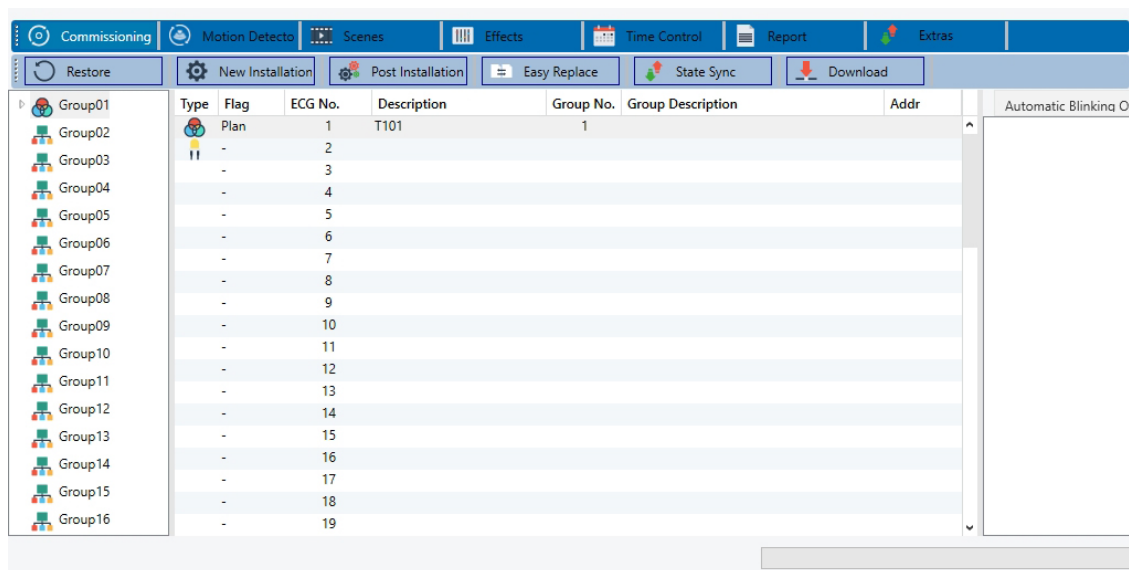 Commissioning Motion Detecto Scenes Effects Time Control Report Extras
Restore New Installation Post Installation Easy Replace State Sync Download
Group01 Type Flag ECG No. Description Group No. Group Description Addr Automatic Blinking O
Plan 1 T101 1
Group02 - 2
Group03 - 3
Group04 - 4
Group05 - 5
Group06 - 6
Group07 - 7
- 8
Group08 - 9
Group09 - 10
Group10 - 11
- 12
Group11 - 13
Group12 - 14
Group13 - 15
Group14 - 16
- 17
Group15 - 18
Group16 - 19